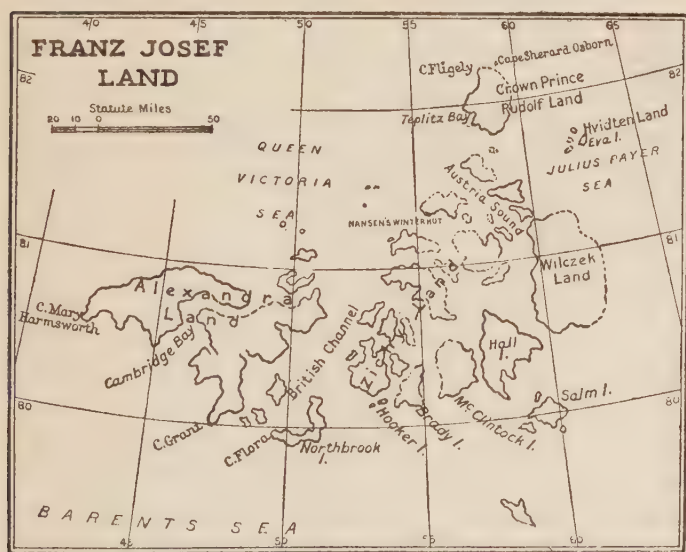 40 45 50 55 60
FRANZ JOSEF
LAND
Statute Miles
20 10 0 50
82
82
C Fligely
Cape Sherard Osborn
Crown Prince
Rudolf Land
Teplitz Bay
Hvidten Land
Eva I.
JULIUS PAYER
SEA
QUEEN
VICTORIA
SEA
NANSEN'S WINTER HUT
Austria Sound
81
81
Alexandra
Land
C. Mary
Harmsworth
Cambridge Bay
British Channel
Zichy Land
Wilczek
Land
Hall
I.
Salm I.
80
80
C. Grant
C. Flora
Northbrook
I.
Hooker I.
Brady I.
Mc Clintock I.
BARENTS SEA
45 50 55 60